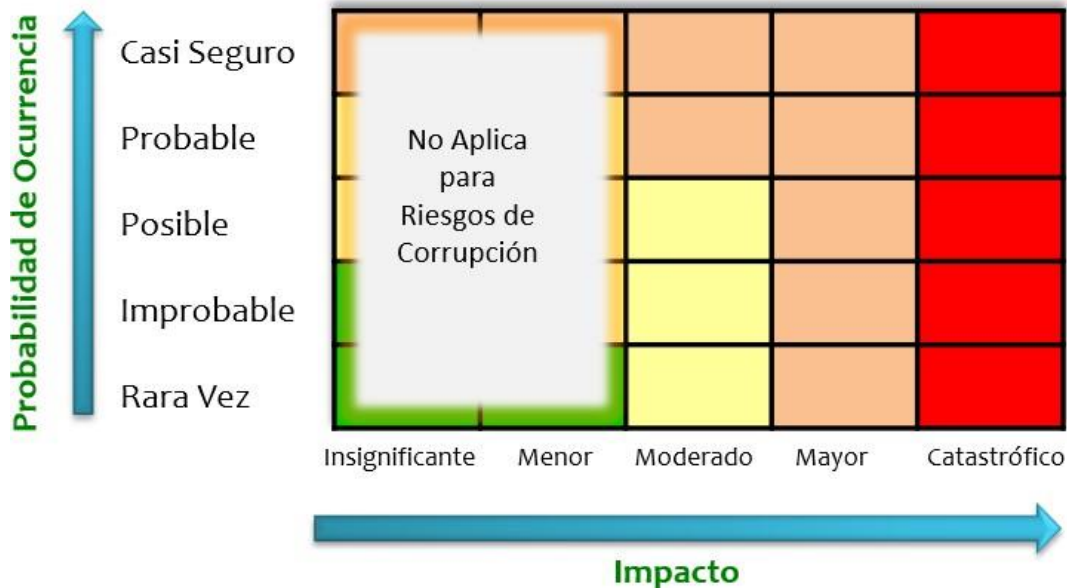 Probabilidad de Ocurrencia
Casi Seguro
Probable
Posible
Improbable
Rara Vez
No Aplica
para
Riesgos de
Corrupción
Insignificante
Menor
Moderado
Mayor
Catastrófico
Impacto